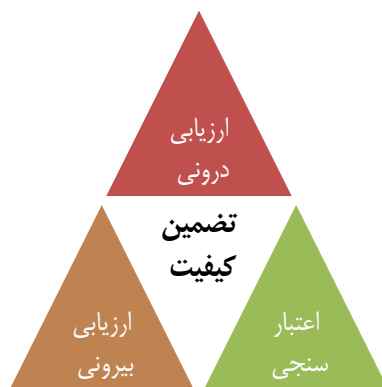 ارزیابی
درونی
تضمین
کیفیت
اعتبار
سنجی
ارزیابی
بیرونی